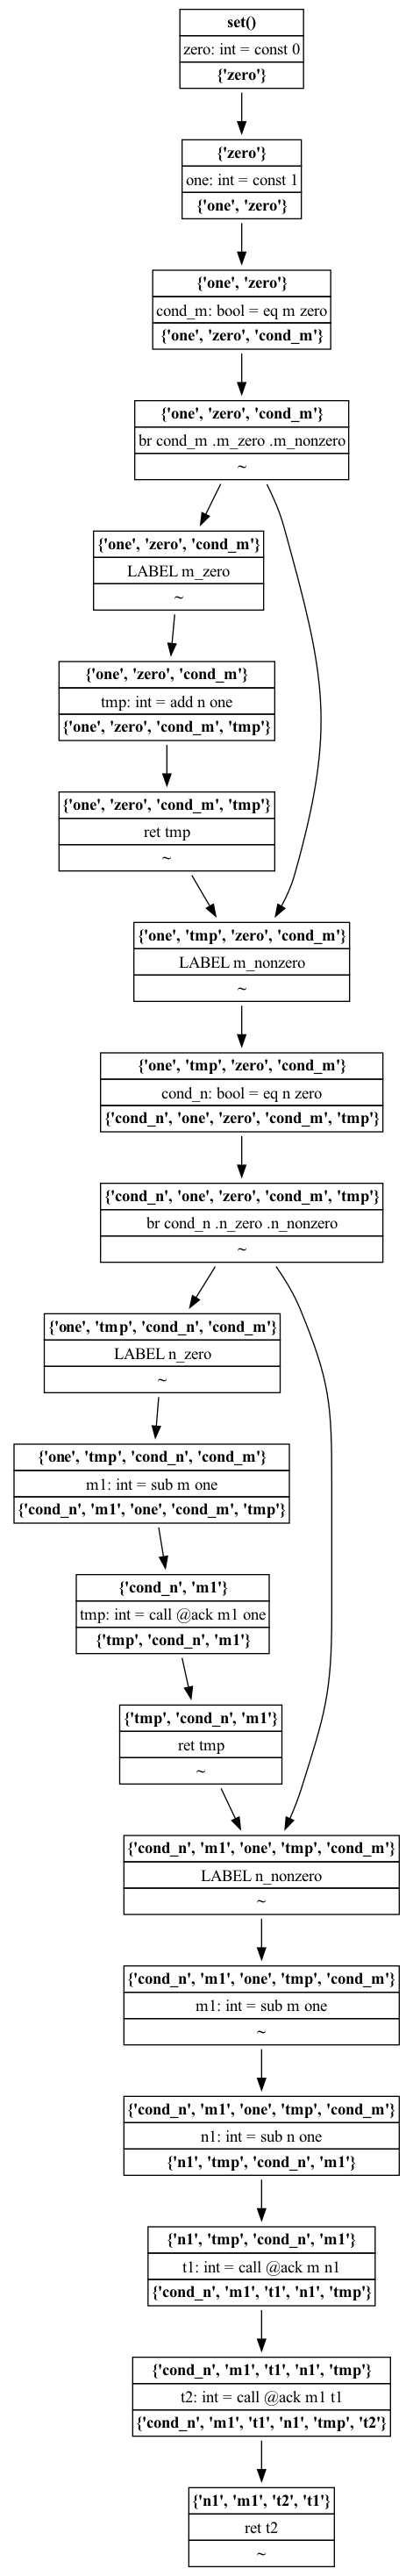 set()
zero: int = const 0
{'zero'}
{'zero'}
one: int = const 1
{'one', 'zero'}
{'one', 'zero'}
cond_m: bool = eq m zero
{'one', 'zero', 'cond_m'}
{'one', 'zero', 'cond_m'}
br cond_m .m_zero .m_nonzero
~
{'one', 'zero', 'cond_m'}
LABEL m_zero
~
{'one', 'zero', 'cond_m'}
tmp: int = add n one
{'one', 'zero', 'cond_m', 'tmp'}
{'one', 'zero', 'cond_m', 'tmp'}
ret tmp
~
{'one', 'tmp', 'zero', 'cond_m'}
LABEL m_nonzero
~
{'one', 'tmp', 'zero', 'cond_m'}
cond_n: bool = eq n zero
{'cond_n', 'one', 'zero', 'cond_m', 'tmp'}
{'cond_n', 'one', 'zero', 'cond_m', 'tmp'}
br cond_n .n_zero .n_nonzero
~
{'one', 'tmp', 'cond_n', 'cond_m'}
LABEL n_zero
~
{'one', 'tmp', 'cond_n', 'cond_m'}
m1: int = sub m one
{'cond_n', 'm1', 'one', 'cond_m', 'tmp'}
{'cond_n', 'm1'}
tmp: int = call @ack m1 one
{'tmp', 'cond_n', 'm1'}
{'tmp', 'cond_n', 'm1'}
ret tmp
~
{'cond_n', 'm1', 'one', 'tmp', 'cond_m'}
LABEL n_nonzero
~
{'cond_n', 'm1', 'one', 'tmp', 'cond_m'}
m1: int = sub m one
~
{'cond_n', 'm1', 'one', 'tmp', 'cond_m'}
n1: int = sub n one
{'n1', 'tmp', 'cond_n', 'm1'}
{'n1', 'tmp', 'cond_n', 'm1'}
t1: int = call @ack m n1
{'cond_n', 'm1', 't1', 'n1', 'tmp'}
{'cond_n', 'm1', 't1', 'n1', 'tmp'}
t2: int = call @ack m1 t1
{'cond_n', 'm1', 't1', 'n1', 'tmp', 't2'}
{'n1', 'm1', 't2', 't1'}
ret t2
~